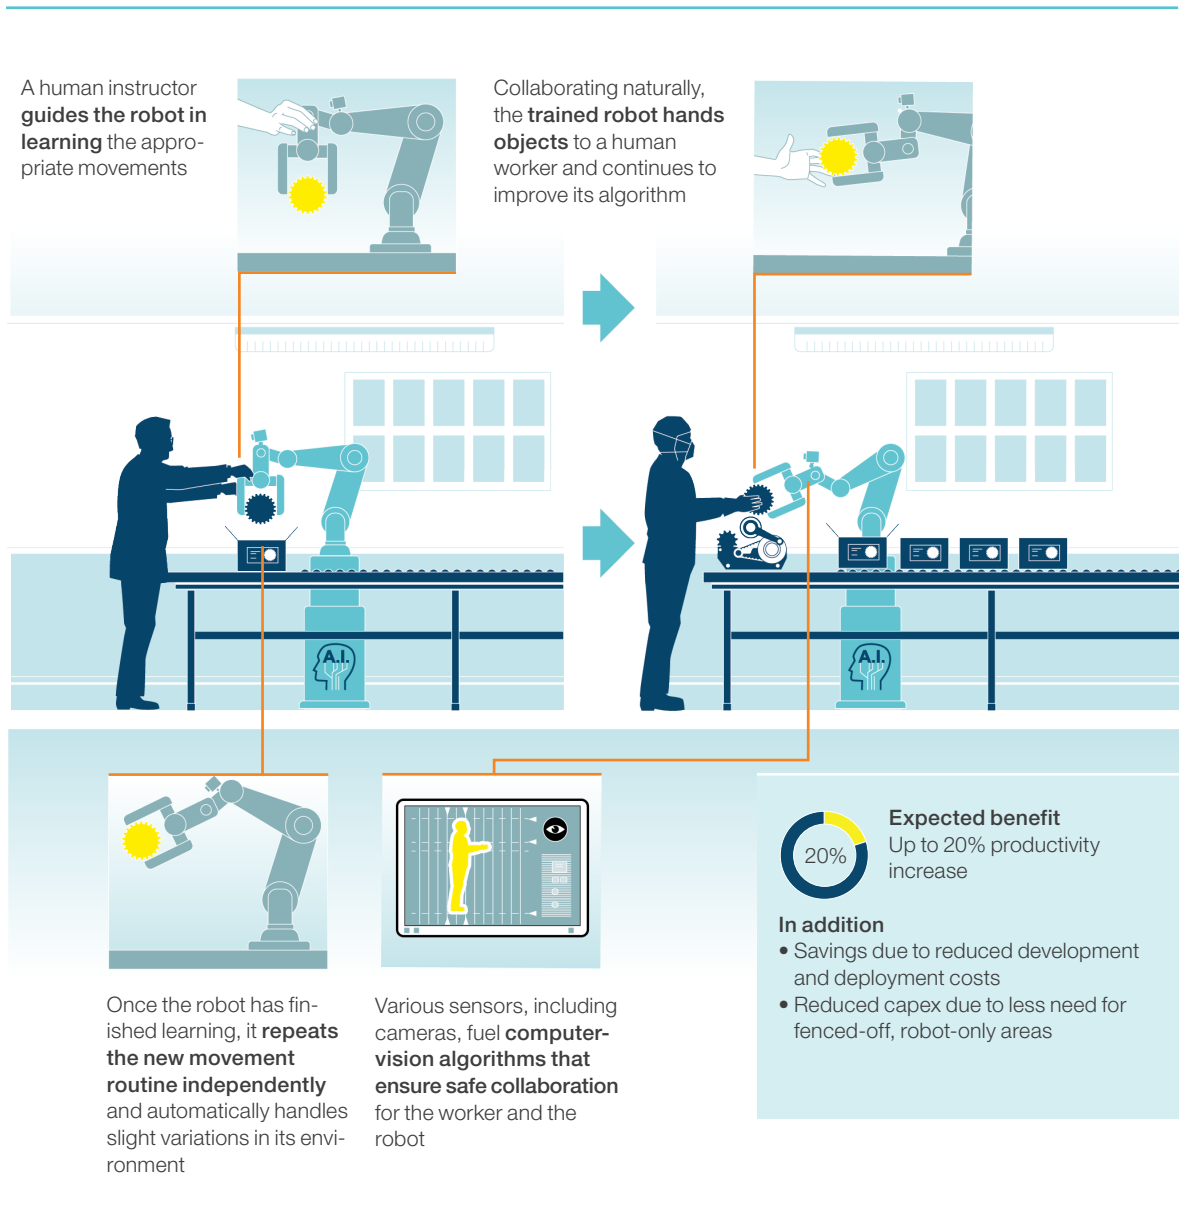 A human instructor
guides the robot in
learning the appro-
priate movements
Collaborating naturally,
the trained robot hands
objects to a human
worker and continues to
improve its algorithm
A.I.
A.I.
Once the robot has fin-
ished learning, it repeats
the new movement
routine independently
and automatically handles
slight variations in its envi-
ronment
Various sensors, including
cameras, fuel computer-
vision algorithms that
ensure safe collaboration
for the worker and the
robot
20%
Expected benefit
Up to 20% productivity
increase
In addition
• Savings due to reduced development
and deployment costs
• Reduced capex due to less need for
fenced-off, robot-only areas